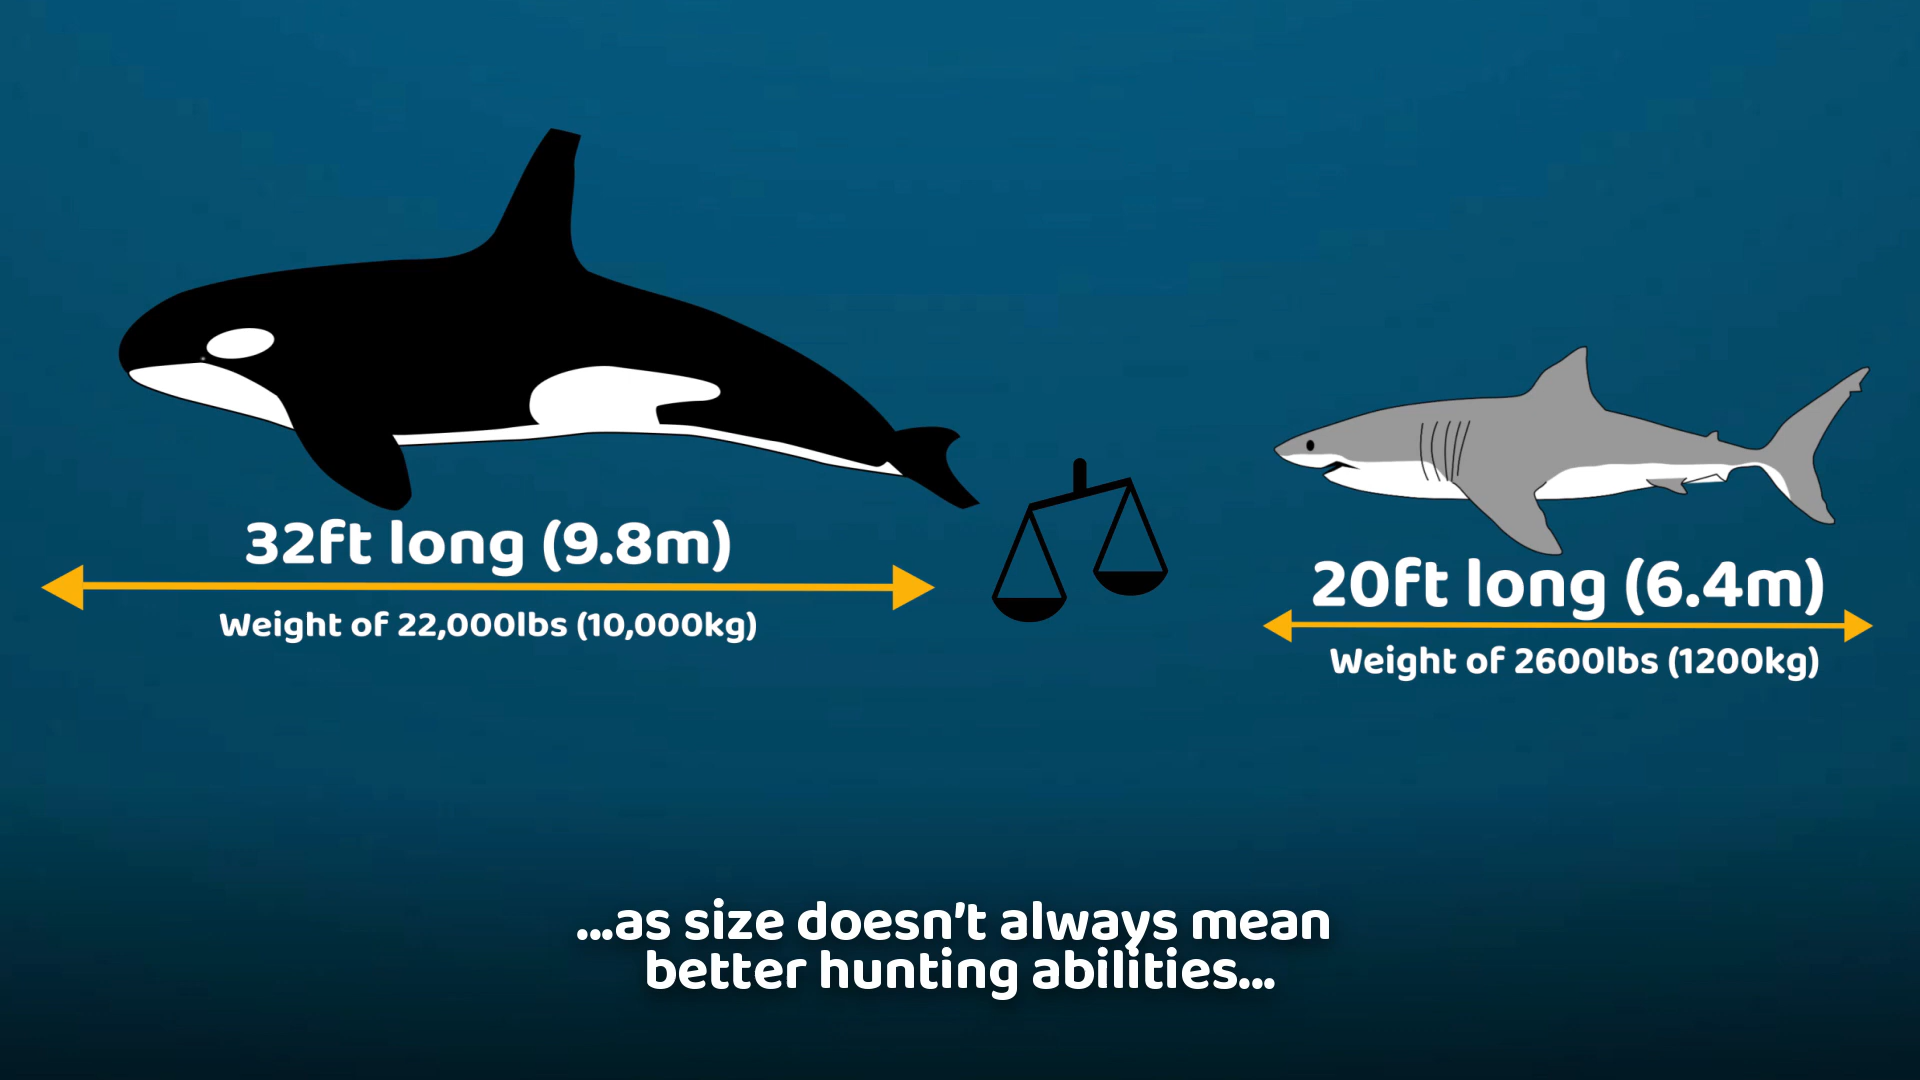 32ft long (9.8m)
Weight of 22,000lbs (10,000kg)
20ft long (6.4m)
Weight of 2600lbs (1200kg)
...as size doesn't always mean
better hunting abilities...